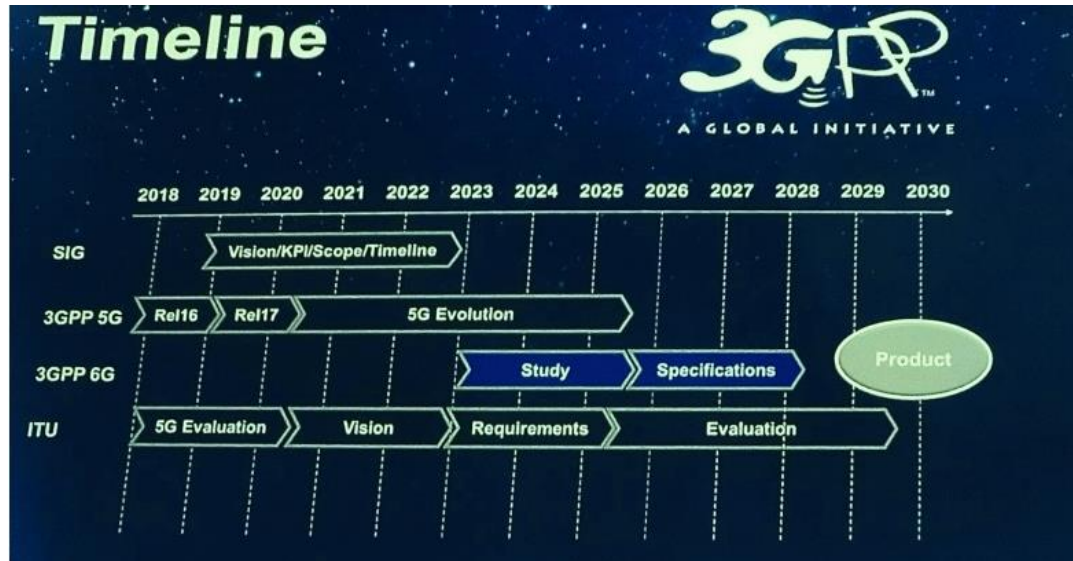 Timeline
3GPP™
A GLOBAL INITIATIVE
2018 2019 2020 2021 2022 2023 2024 2025 2026 2027 2028 2029 2030
SIG Vision/KPI/Scope/Timeline
3GPP 5G Rel16 Rel17 5G Evolution
3GPP 6G Study Specifications Product
ITU 5G Evaluation Vision Requirements Evaluation